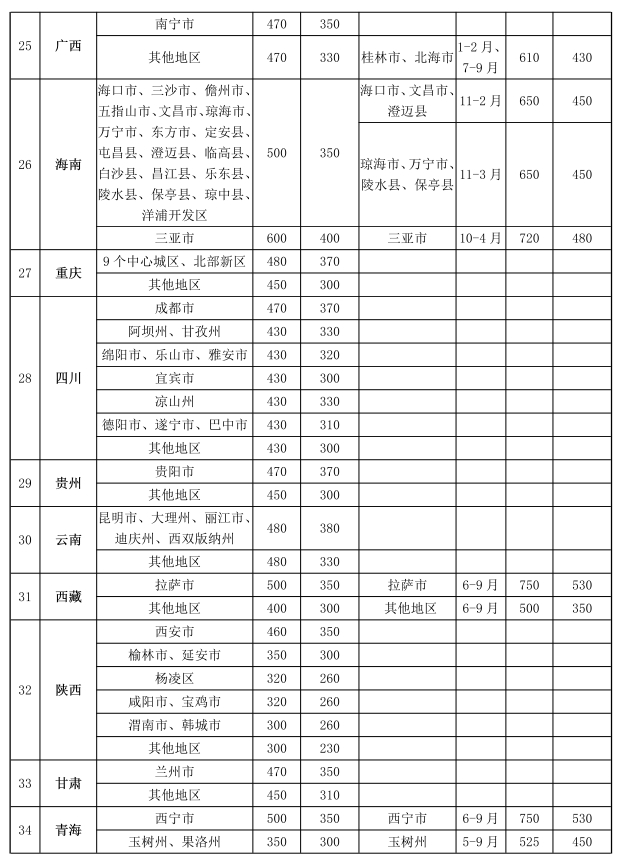 25 广西 南宁市 470 350
其他地区 470 330 桂林市、北海市 1-2 月、
7-9 月 610 430
26 海南 海口市、三沙市、儋州市、
五指山市、文昌市、琼海市、
万宁市、东方市、定安县、
屯昌县、澄迈县、临高县、
白沙县、昌江县、乐东县、
陵水县、保亭县、琼中县、
洋浦开发区 500 350 海口市、文昌市、
澄迈县 11-2 月 650 450
琼海市、万宁市、
陵水县、保亭县 11-3 月 650 450
三亚市 600 400 三亚市 10-4 月 720 480
27 重庆 9 个中心城区、北部新区 480 370
其他地区 450 300
28 四川 成都市 470 370
阿坝州、甘孜州 430 330
绵阳市、乐山市、雅安市 430 320
宜宾市 430 300
凉山州 430 330
德阳市、遂宁市、巴中市 430 310
其他地区 430 300
29 贵州 贵阳市 470 370
其他地区 450 300
30 云南 昆明市、大理州、丽江市、
迪庆州、西双版纳州 480 380
其他地区 480 330
31 西藏 拉萨市 500 350 拉萨市 6-9 月 750 530
其他地区 400 300 其他地区 6-9 月 500 350
32 陕西 西安市 460 350
榆林市、延安市 350 300
杨凌区 320 260
咸阳市、宝鸡市 320 260
渭南市、韩城市 300 260
其他地区 300 230
33 甘肃 兰州市 470 350
其他地区 450 310
34 青海 西宁市 500 350 西宁市 6-9 月 750 530
玉树州、果洛州 350 300 玉树州 5-9 月 525 450